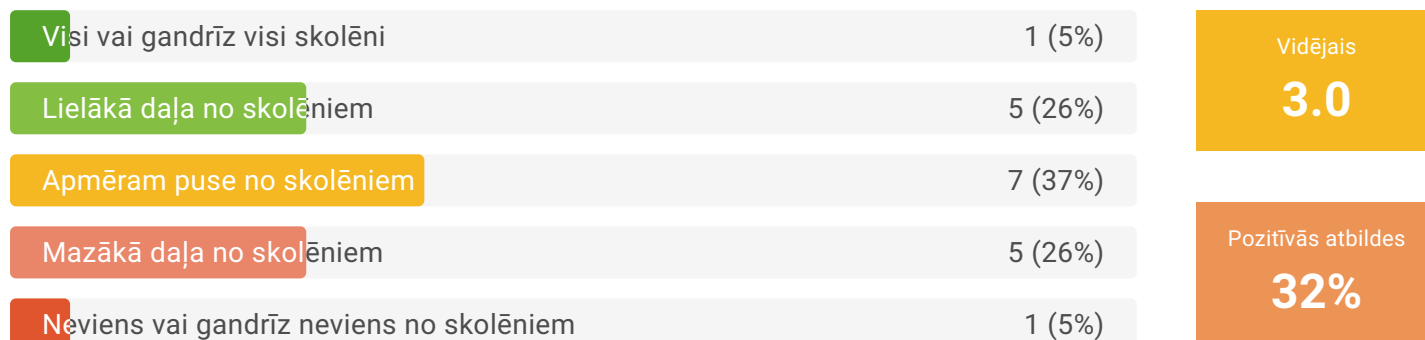 Visi vai gandrīz visi skolēni 1 (5%)
Lielākā daļa no skolēniem 5 (26%)
Apmēram puse no skolēniem 7 (37%)
Mazākā daļa no skolēniem 5 (26%)
Neviens vai gandrīz neviens no skolēniem 1 (5%)
Vidējais
3.0
Pozitīvās atbildes
32%